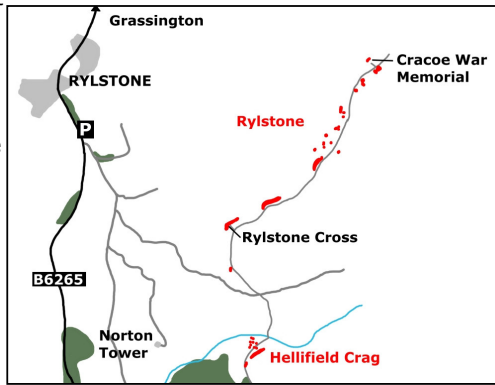 Grassington
Cracoe War
Memorial
RYLSTONE
Rylstone
P
Rylstone Cross
B6265
Norton
Tower
Hellifield Crag